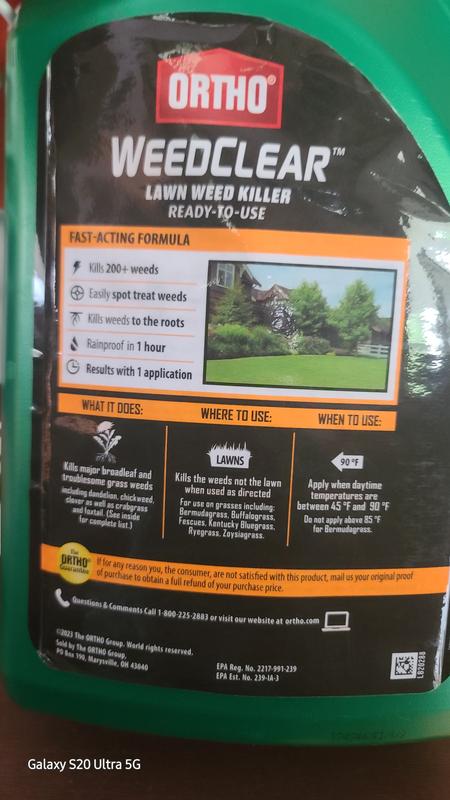 ORTHO®
WEEDCLEAR™
LAWN WEED KILLER
READY-TO-USE
FAST-ACTING FORMULA
Kills 200+ weeds
Easily spot treat weeds
Kills weeds to the roots
Rainproof in 1 hour
Results with 1 application
WHAT IT DOES:
Kills major broadleaf and
troublesome grass weeds
including dandelion, chickweed,
clover as well as crabgrass
and foxtail. (See inside
for complete list.)
WHERE TO USE:
LAWNS
Kills the weeds not the lawn
when used as directed
For use on grasses including:
Bermudagrass, Buffalograss,
Fescues, Kentucky Bluegrass,
Ryegrass, Zoysiagrass.
WHEN TO USE:
90 °F
Apply when daytime
temperatures are
between 45 °F and 90 °F
Do not apply above 85 °F
for Bermudagrass.
The
ORTHO®
Guarantee
If for any reason you, the consumer, are not satisfied with this product, mail us your original proof
of purchase to obtain a full refund of your purchase price.
Questions & Comments Call 1-800-225-2883 or visit our website at ortho.com
©2023 The ORTHO Group. World rights reserved.
Sold by The ORTHO Group,
PO Box 190, Marysville, OH 43040
EPA Reg. No. 2217-991-239
EPA Est. No. 239-IA-3
LB20288
Galaxy S20 Ultra 5G